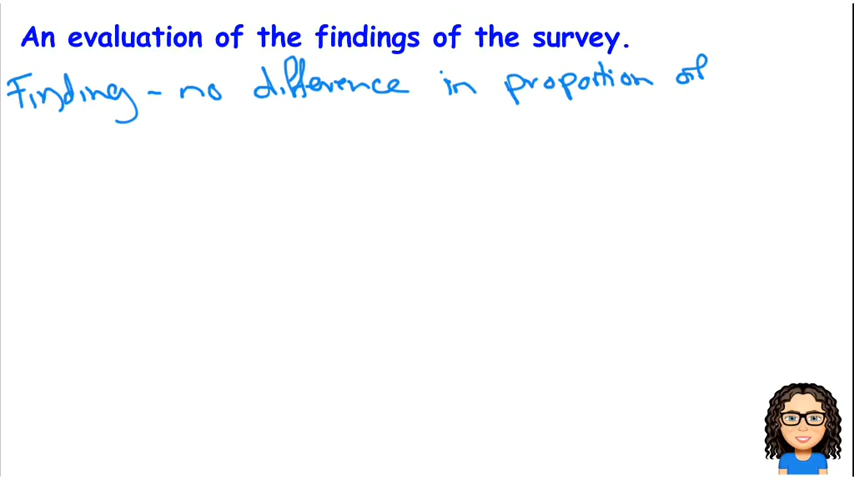 An evaluation of the findings of the survey.
Finding - no difference in proportion of